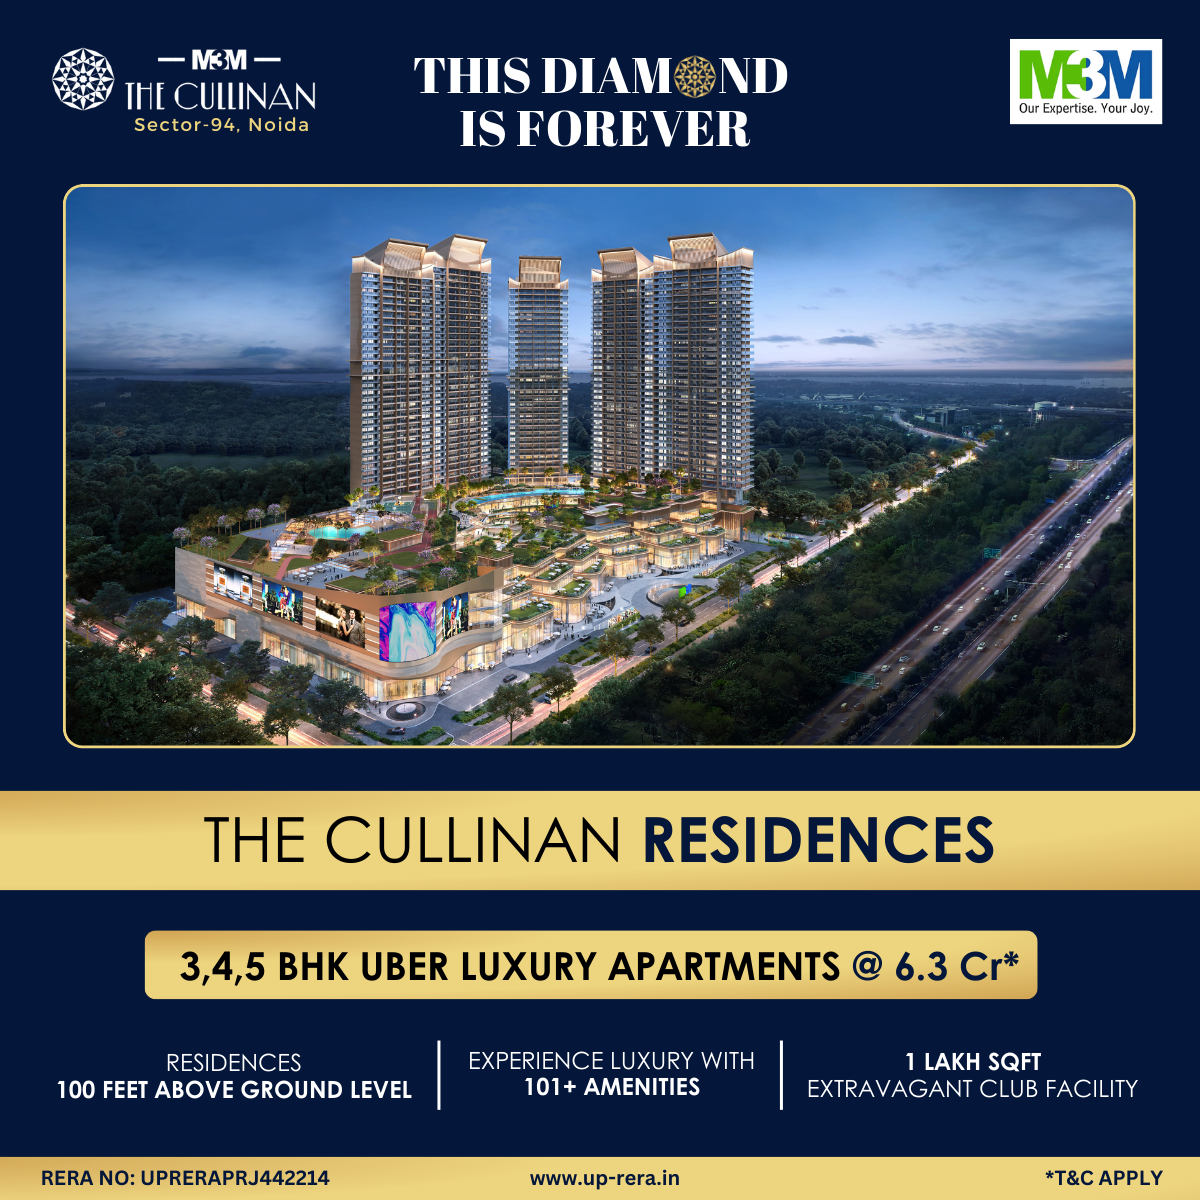 M3M
THE CULLINAN
Sector-94, Noida
THIS DIAMOND
IS FOREVER
M3M
Our Expertise. Your Joy.
THE CULLINAN RESIDENCES
3,4,5 BHK UBER LUXURY APARTMENTS @ 6.3 Cr*
RESIDENCES
100 FEET ABOVE GROUND LEVEL
EXPERIENCE LUXURY WITH
101+ AMENITIES
1 LAKH SQFT
EXTRAVAGANT CLUB FACILITY
RERA NO: UPRERAPRJ442214
www.up-rera.in
*T&C APPLY